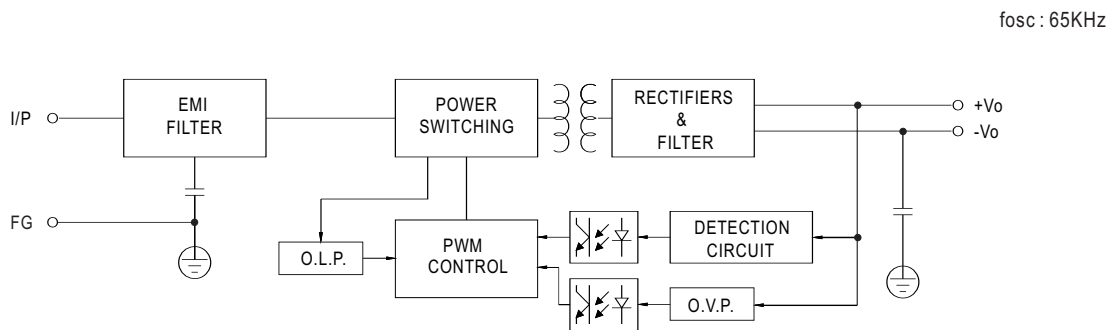 fosc : 65KHz
I/P
EMI
FILTER
POWER
SWITCHING
RECTIFIERS
&
FILTER
+Vo
-Vo
FG
O.L.P.
PWM
CONTROL
DETECTION
CIRCUIT
O.V.P.